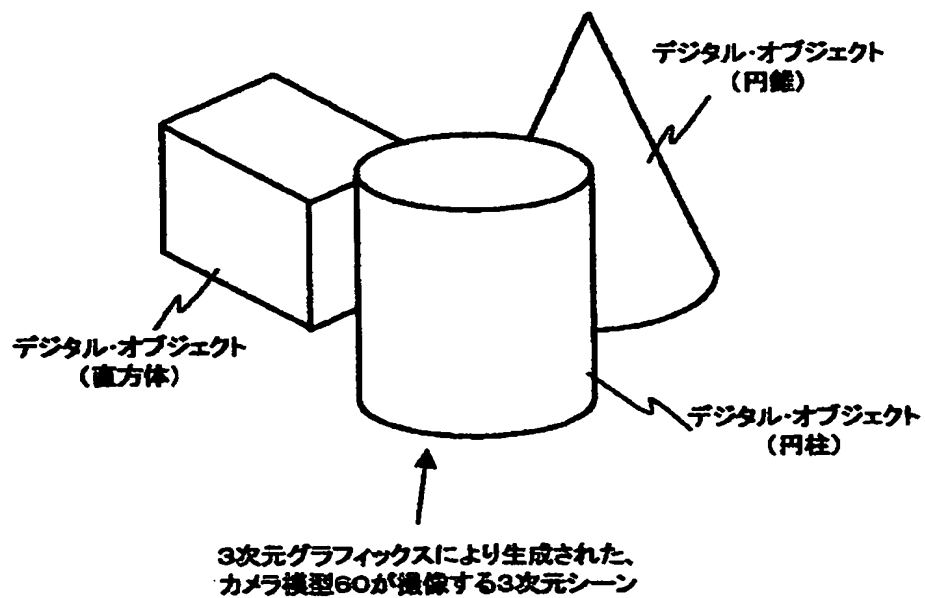 デジタル・オブジェクト
（円錐）
デジタル・オブジェクト
（直方体）
デジタル・オブジェクト
（円柱）
3次元グラフィックスにより生成された、
カメラ模型60が撮像する3次元シーン